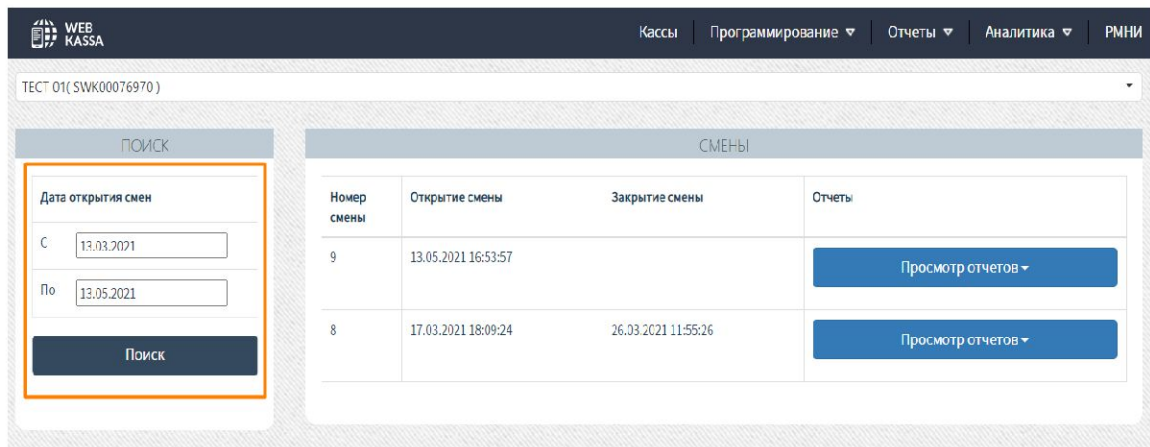 WEB
KASSA
Кассы Программирование Отчеты Аналитика РМНИ
ТЕСТ 01( SWK00076970 )
ПОИСК
Дата открытия смен
С 13.03.2021
По 13.05.2021
Поиск
СМЕНЫ
Номер смены Открытие смены Закрытие смены Отчеты
9 13.05.2021 16:53:57 Просмотр отчетов
8 17.03.2021 18:09:24 26.03.2021 11:55:26 Просмотр отчетов